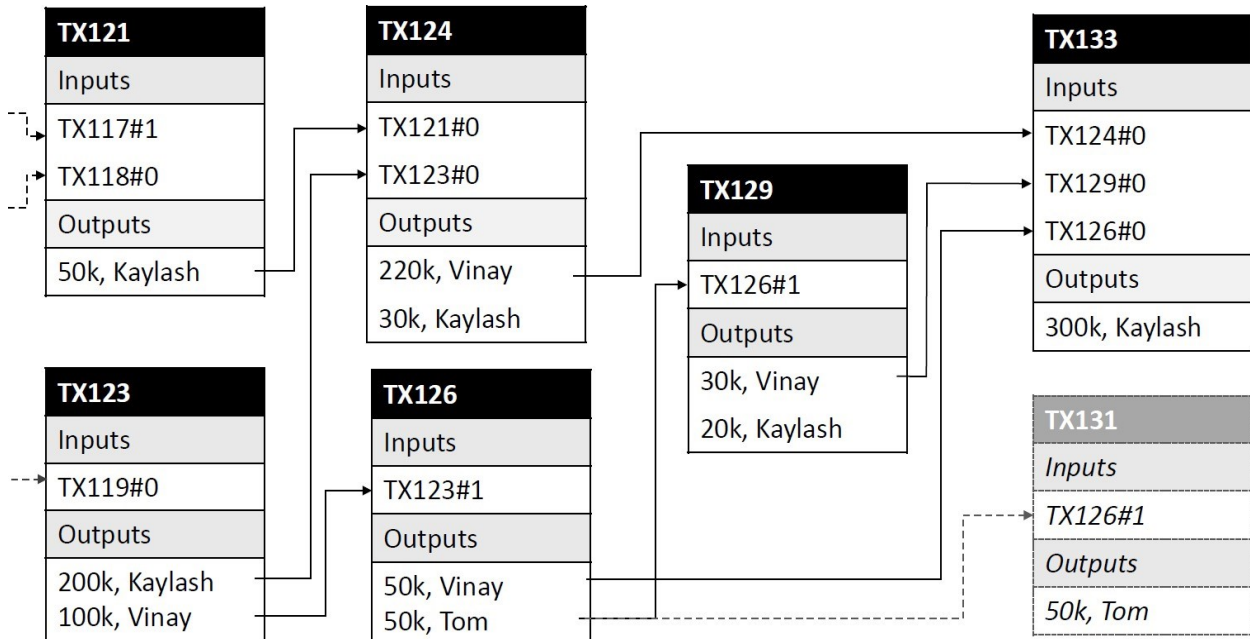 TX121
Inputs
TX117#1
TX118#0
Outputs
50k, Kaylash
TX124
Inputs
TX121#0
TX123#0
Outputs
220k, Vinay
30k, Kaylash
TX133
Inputs
TX124#0
TX129#0
TX126#0
Outputs
300k, Kaylash
TX129
Inputs
TX126#1
Outputs
30k, Vinay
20k, Kaylash
TX123
Inputs
TX119#0
Outputs
200k, Kaylash
100k, Vinay
TX126
Inputs
TX123#1
Outputs
50k, Vinay
50k, Tom
TX131
Inputs
TX126#1
Outputs
50k, Tom